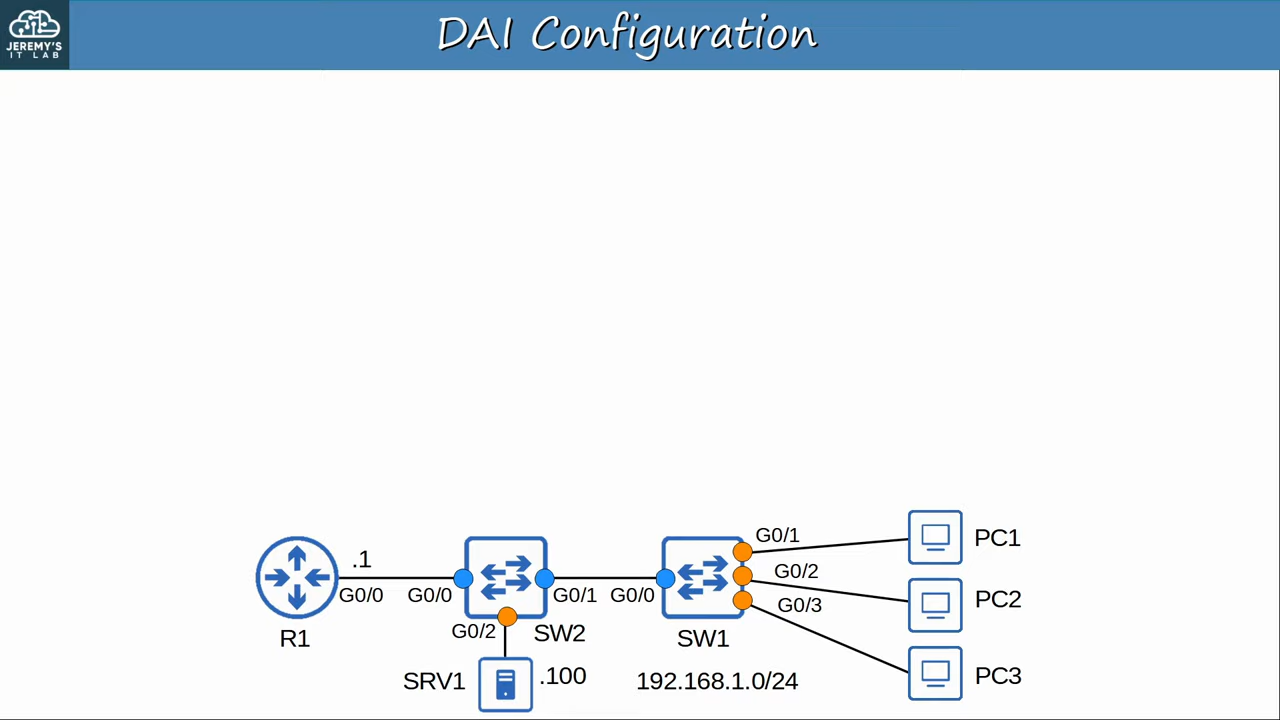 JEREMY'S
IT LAB
DAI Configuration
.1
G0/0
G0/0
G0/1
G0/0
G0/1
G0/2
G0/3
PC1
PC2
PC3
R1
G0/2
SW2
SW1
SRV1
.100
192.168.1.0/24